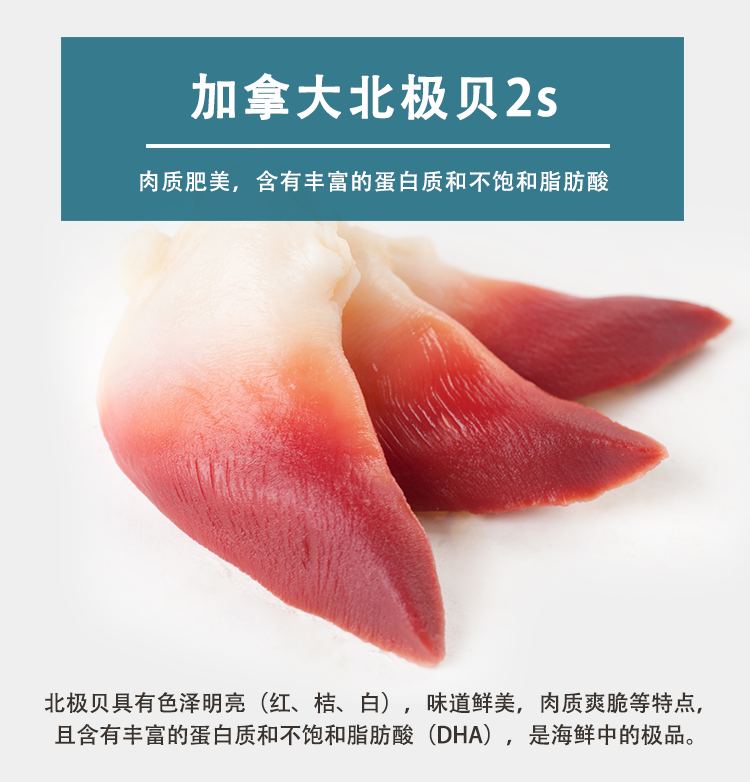 加拿大北极贝2s
肉质肥美，含有丰富的蛋白质和不饱和脂肪酸
北极贝具有色泽明亮（红、桔、白），味道鲜美，肉质爽脆等特点，
且含有丰富的蛋白质和不饱和脂肪酸（DHA），是海鲜中的极品。